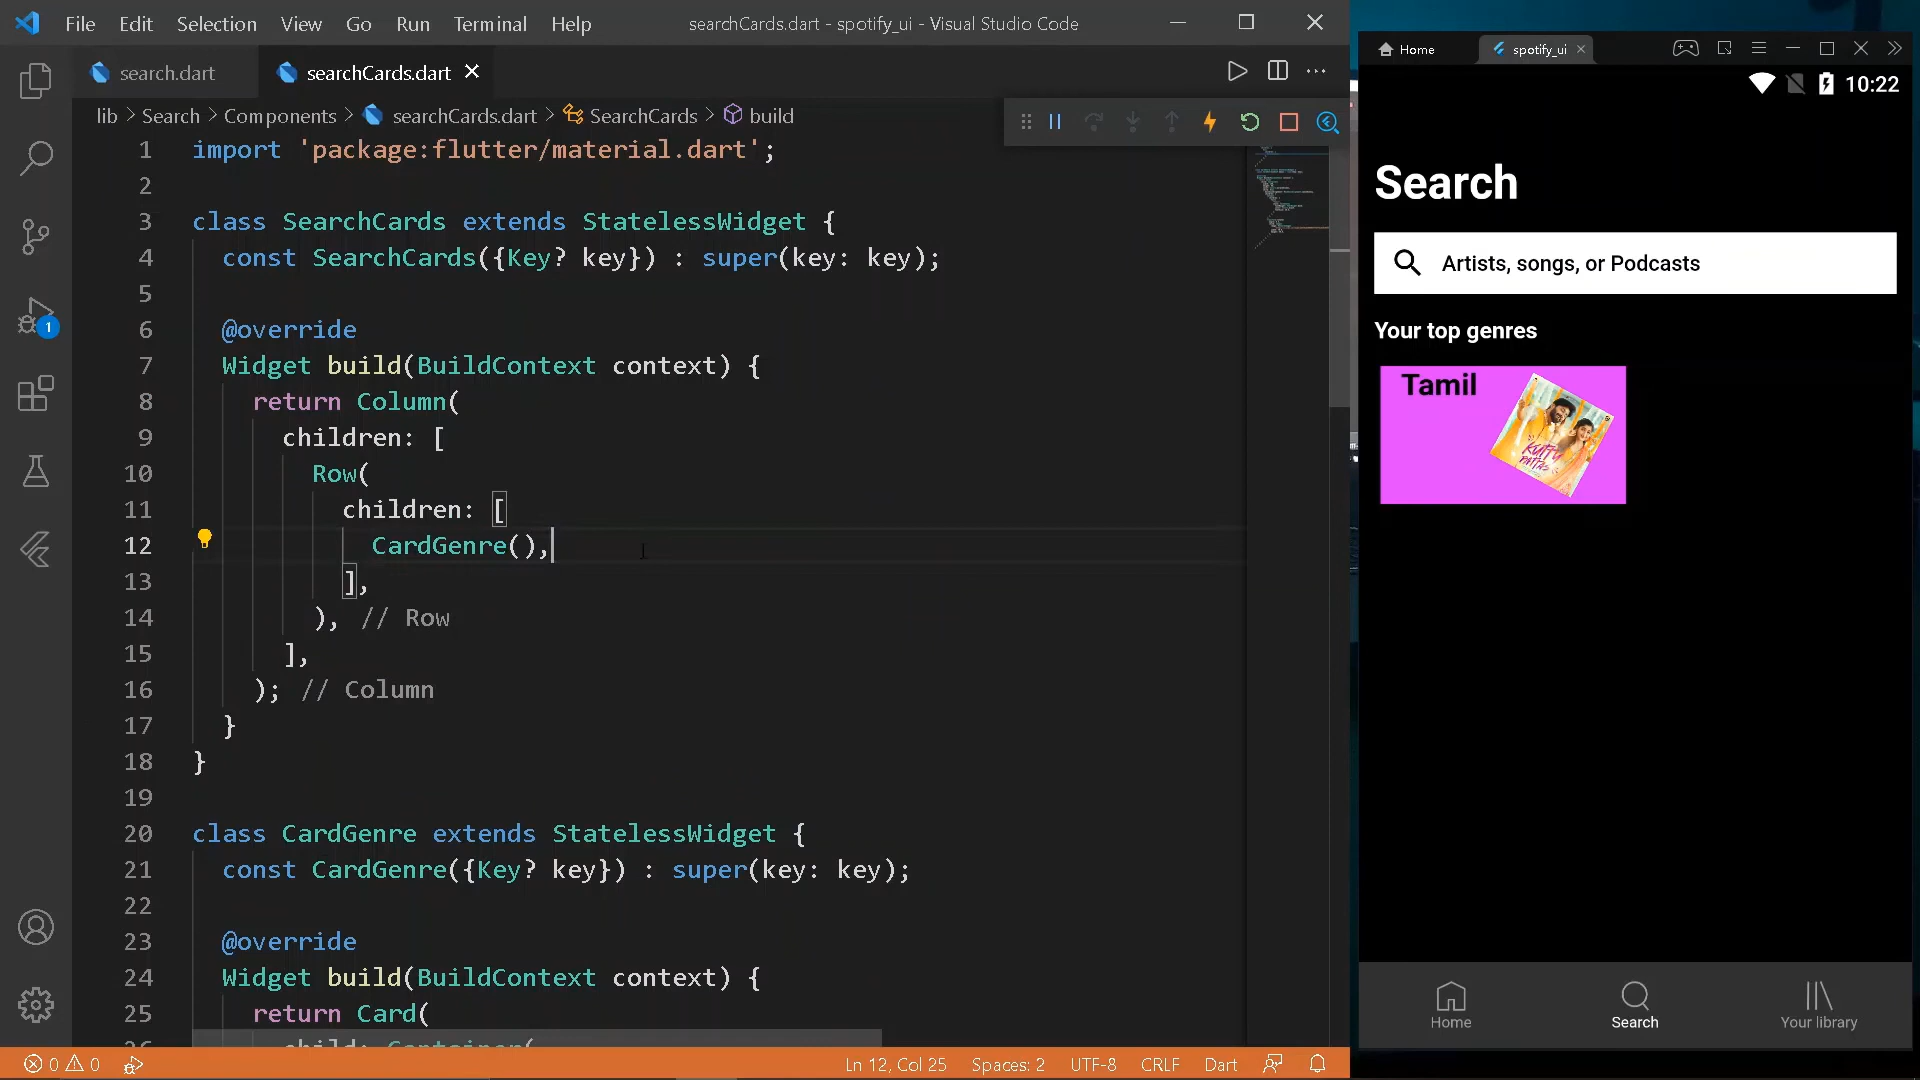 File Edit Selection View Go Run Terminal Help
searchCards.dart - spotify_ui - Visual Studio Code
search.dart
searchCards.dart
lib > Search > Components > searchCards.dart > SearchCards > build
1 import 'package:flutter/material.dart';
2
3 class SearchCards extends StatelessWidget {
4 const SearchCards({Key? key}) : super(key: key);
5
6 @override
7 Widget build(BuildContext context) {
8 return Column(
9 children: [
10 Row(
11 children: [
12 CardGenre(),
13 ],
14 ), // Row
15 ],
16 ); // Column
17 }
18 }
19
20 class CardGenre extends StatelessWidget {
21 const CardGenre({Key? key}) : super(key: key);
22
23 @override
24 Widget build(BuildContext context) {
25 return Card(
26 child: Container(
1
0 0
Ln 12, Col 25 Spaces: 2 UTF-8 CRLF Dart
Home
spotify_ui
10:22
Search
Artists, songs, or Podcasts
Your top genres
Tamil
KUTTY
PATTAS
Home
Search
Your library